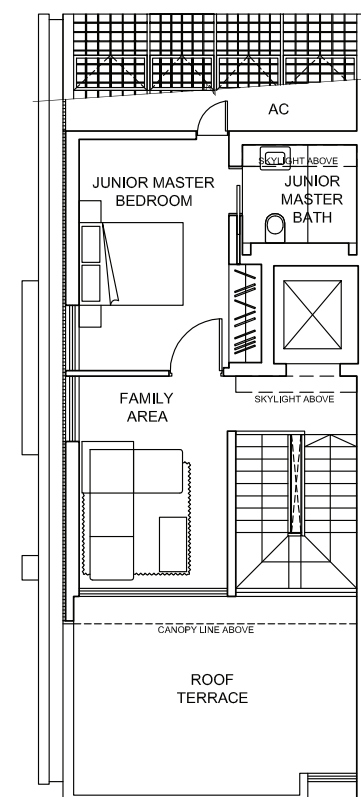 AC
SKYLIGHT ABOVE
JUNIOR MASTER
BEDROOM
JUNIOR
MASTER
BATH
FAMILY
AREA
SKYLIGHT ABOVE
CANOPY LINE ABOVE
ROOF
TERRACE